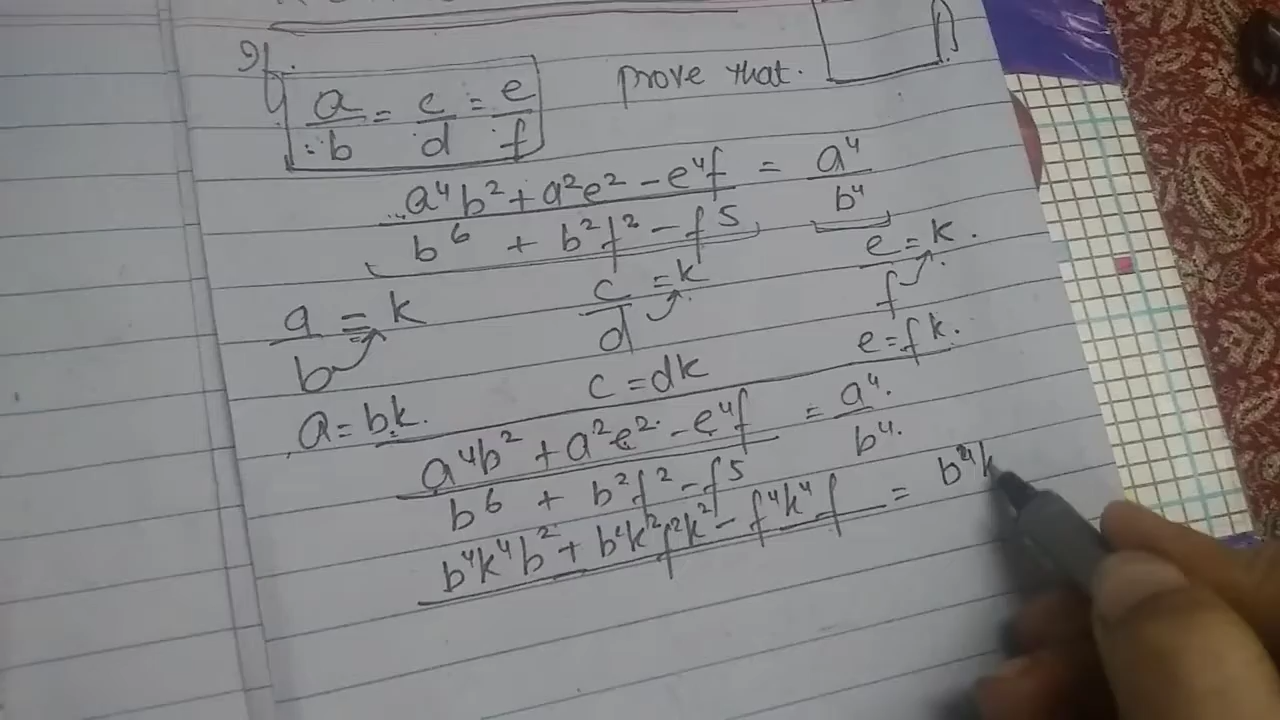 If a/b = c/d = e/f prove that.
a⁴b² + a²e² - e⁴f / b⁶ + b²f² - f⁵ = a⁴/b⁴
a/b = k c/d = k e/f = k.
a = bk. c = dk e = fk.
a⁴b² + a²e² - e⁴f / b⁶ + b²f² - f⁵ = a⁴/b⁴.
b⁴k⁴b² + b²k²f²k² - f⁴k⁴f = b⁴k